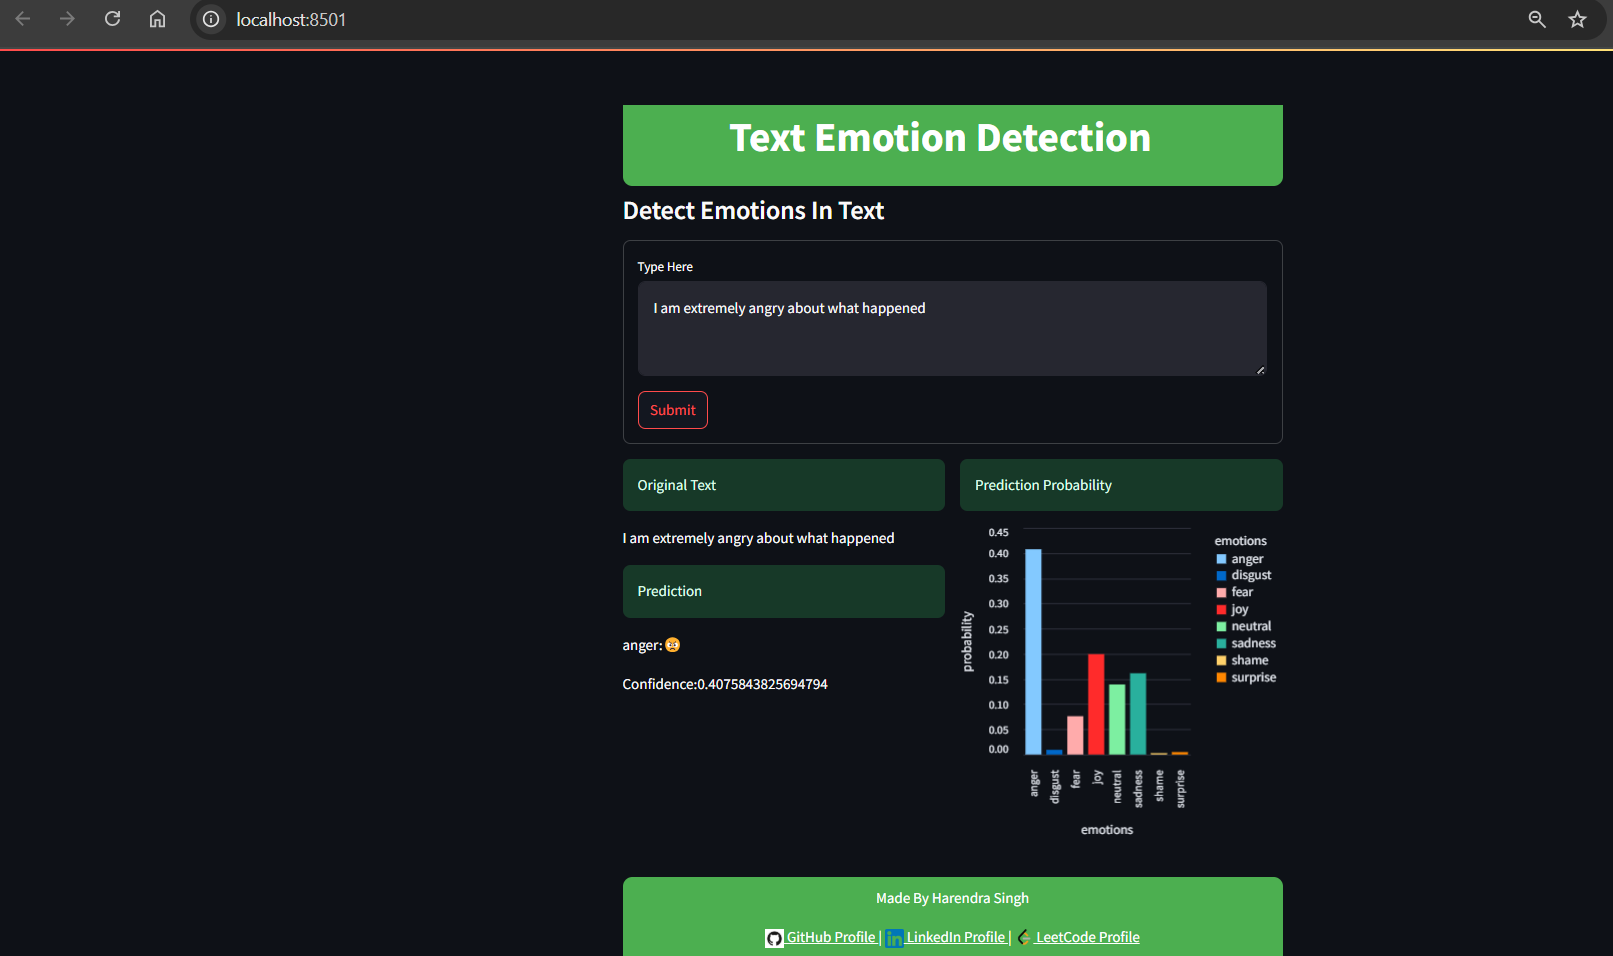 localhost:8501
Text Emotion Detection
Detect Emotions In Text
Type Here
I am extremely angry about what happened
Submit
Original Text
I am extremely angry about what happened
Prediction
anger:😠
Confidence:0.4075843825694794
Prediction Probability
0.45
0.40
0.35
0.30
0.25
0.20
0.15
0.10
0.05
0.00
probability
anger
disgust
fear
joy
neutral
sadness
shame
surprise
emotions
emotions
anger
disgust
fear
joy
neutral
sadness
shame
surprise
Made By Harendra Singh
GitHub Profile | LinkedIn Profile | LeetCode Profile